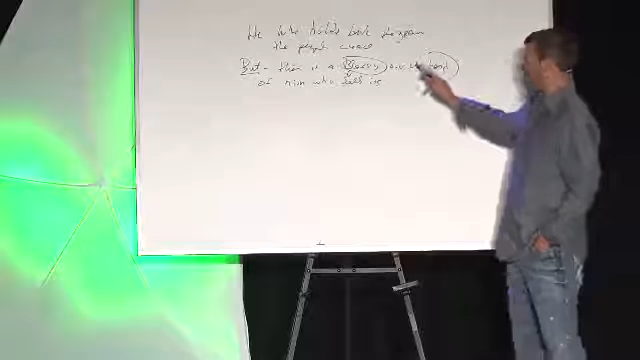 He who holds back the grain
the people curse
But - there is a blessing on the head
of him who sells it